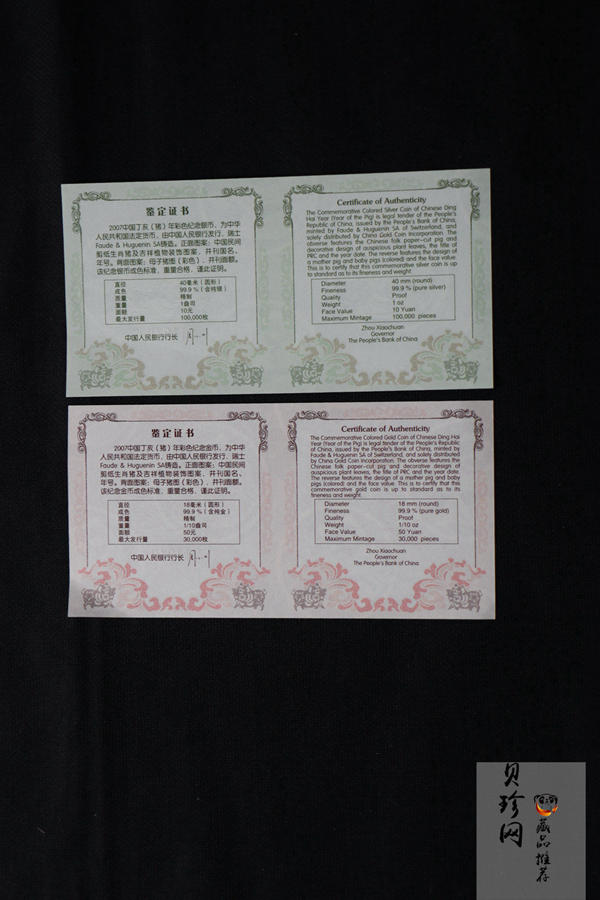 鉴定证书
2007中国丁亥(猪)年彩色纪念银币,为中华
人民共和国法定货币,由中国人民银行发行,瑞士
Faude & Huguenin SA铸造。正面图案:中国民间
剪纸生肖猪及吉祥植物装饰图案,并刊国名、
年号。背面图案:母子猪图(彩色),并刊面额。
该纪念银币成色标准,重量合格,谨此证明。
直径 40毫米(圆形)
成色 99.9%(含纯银)
质量 精制
重量 1盎司
面额 10元
最大发行量 100,000枚
中国人民银行行长
Certificate of Authenticity
The Commemorative Colored Silver Coin of Chinese Ding
Hai Year (Year of the Pig) is legal tender of the People's
Republic of China, issued by the People's Bank of China,
minted by Faude & Huguenin SA of Switzerland, and
solely distributed by China Gold Coin Incorporation. The
obverse features the Chinese folk paper-cut pig and
decorative design of auspicious plant leaves, the title of
PRC and the year date. The reverse features the design of
a mother pig and baby pigs (colored) and the face value.
This is to certify that this commemorative silver coin is up
to standard as to its fineness and weight.
Diameter 40 mm (round)
Fineness 99.9% (pure silver)
Quality Proof
Weight 1 oz
Face Value 10 Yuan
Maximum Mintage 100,000 pieces
Zhou Xiaochuan
Governor
The People's Bank of China
鉴定证书
2007中国丁亥(猪)年彩色纪念金币,为中华
人民共和国法定货币,由中国人民银行发行,瑞士
Faude & Huguenin SA铸造。正面图案:中国民间
剪纸生肖猪及吉祥植物装饰图案,并刊国名、
年号。背面图案:母子猪图(彩色),并刊面额。
该纪念金币成色标准,重量合格,谨此证明。
直径 18毫米(圆形)
成色 99.9%(含纯金)
质量 精制
重量 1/10盎司
面额 50元
最大发行量 30,000枚
中国人民银行行长
Certificate of Authenticity
The Commemorative Colored Gold Coin of Chinese Ding Hai
Year (Year of the Pig) is legal tender of the People's Republic
of China, issued by the People's Bank of China, minted by
Faude & Huguenin SA of Switzerland, and solely distributed
by China Gold Coin Incorporation. The obverse features the
Chinese folk paper-cut pig and decorative design of
auspicious plant leaves, the title of PRC and the year date.
The reverse features the design of a mother pig and baby
pigs (colored) and the face value. This is to certify that this
commemorative gold coin is up to standard as to its
fineness and weight.
Diameter 18 mm (round)
Fineness 99.9% (pure gold)
Quality Proof
Weight 1/10 oz
Face Value 50 Yuan
Maximum Mintage 30,000 pieces
Zhou Xiaochuan
Governor
The People's Bank of China
贝珍网
藏品推荐